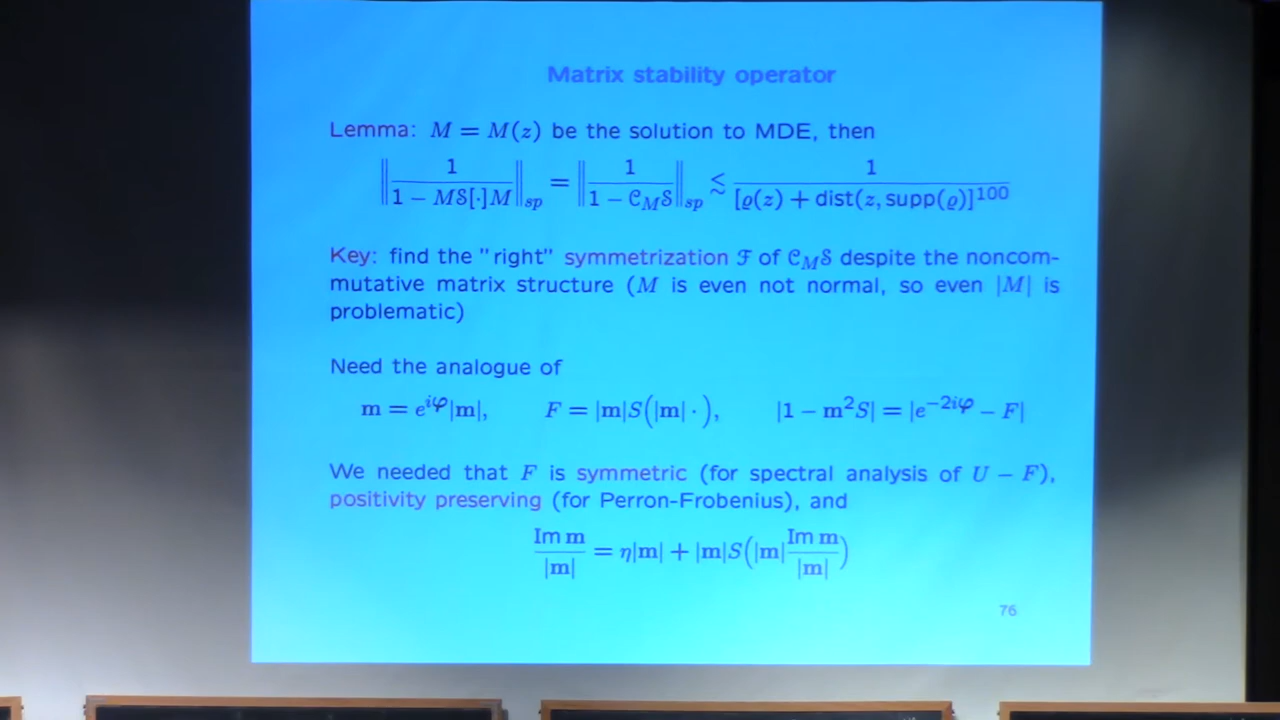 Matrix stability operator
Lemma: M = M(z) be the solution to MDE, then
‖ 1 / (1 − M𝒮[·]M) ‖_sp = ‖ 1 / (1 − 𝒞_M𝒮) ‖_sp ≲ 1 / [ϱ(z) + dist(z, supp(ϱ)]^100
Key: find the "right" symmetrization ℱ of 𝒞_M𝒮 despite the noncom-
mutative matrix structure (M is even not normal, so even |M| is
problematic)
Need the analogue of
m = e^{iφ}|m|, F = |m|S(|m| · ), |1 − m²S| = |e^{−2iφ} − F|
We needed that F is symmetric (for spectral analysis of U − F),
positivity preserving (for Perron-Frobenius), and
Im m / |m| = η|m| + |m|S(|m| Im m / |m|)
76